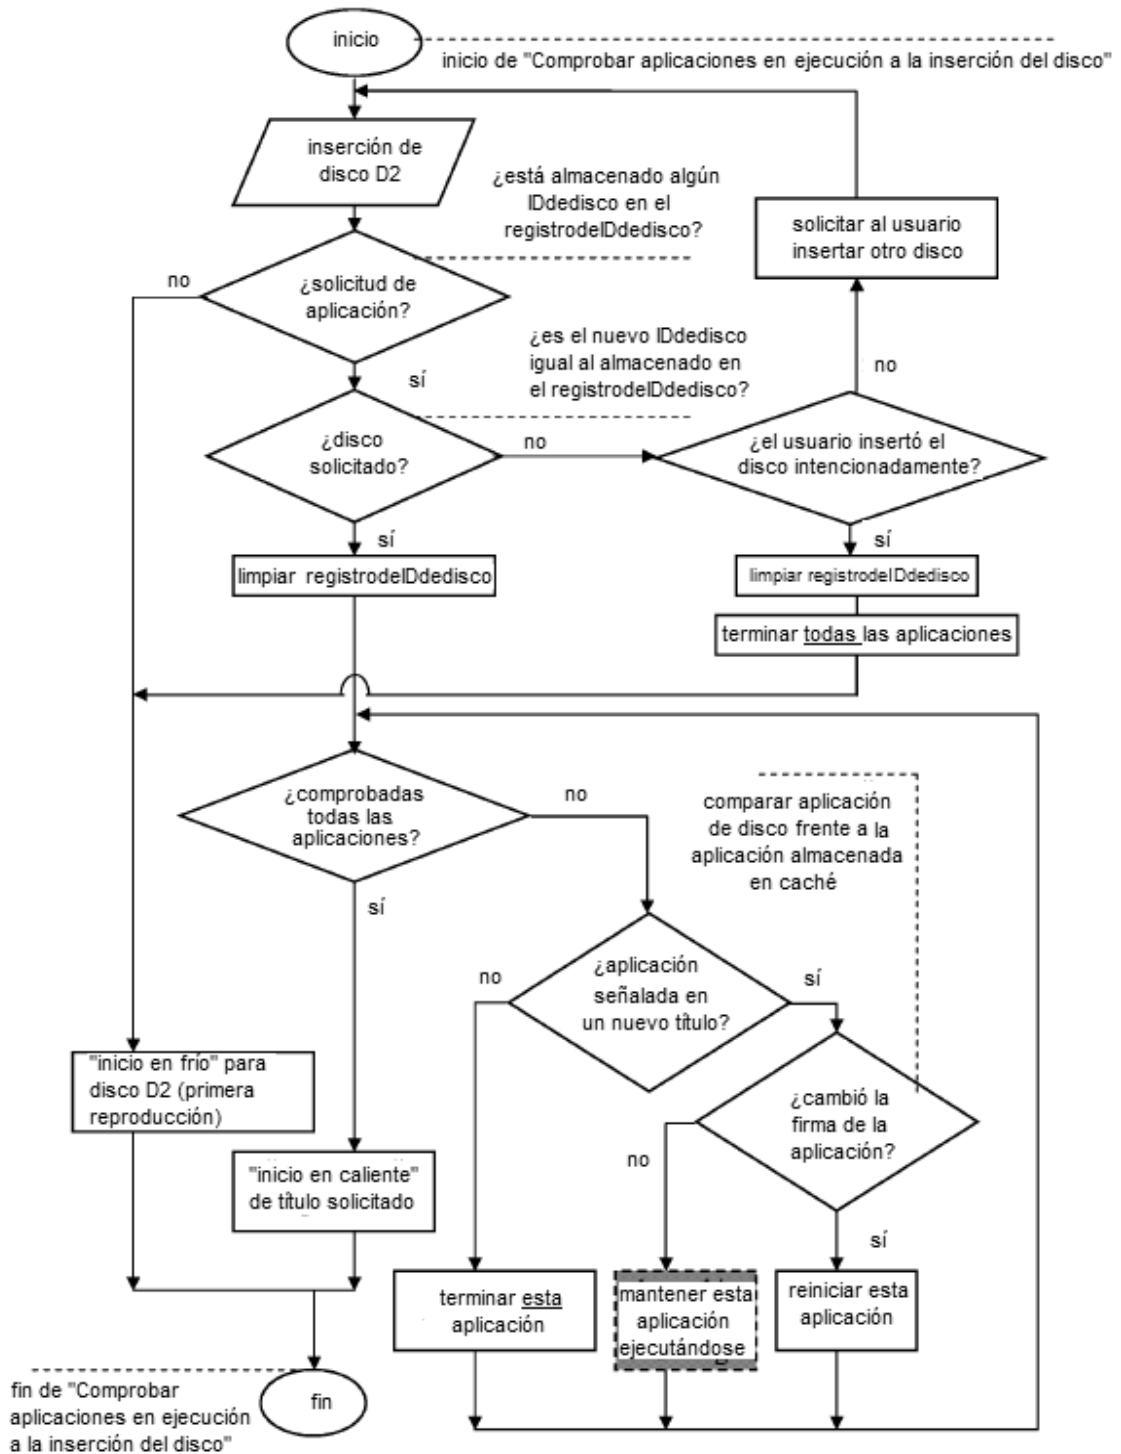 inicio
inicio de "Comprobar aplicaciones en ejecución a la inserción del disco"
inserción de
disco D2
¿está almacenado algún
IDdedisco en el
registrodeIDdedisco?
solicitar al usuario
insertar otro disco
no
¿solicitud de
aplicación?
¿es el nuevo IDdedisco
igual al almacenado en
el registrodeIDdedisco?
sí
no
¿disco
solicitado?
no
¿el usuario insertó el
disco intencionadamente?
sí
sí
limpiar registrodeIDdedisco
limpiar registrodeIDdedisco
terminar todas las aplicaciones
¿comprobadas
todas las
aplicaciones?
no
comparar aplicación
de disco frente a la
aplicación almacenada
en caché
sí
no
¿aplicación
señalada en
un nuevo título?
sí
"inicio en frío" para
disco D2 (primera
reproducción)
¿cambió la
firma de la
aplicación?
no
"inicio en caliente"
de título solicitado
sí
terminar esta
aplicación
mantener esta
aplicación
ejecutándose
reiniciar esta
aplicación
fin de "Comprobar
aplicaciones en ejecución
a la inserción del disco"
fin